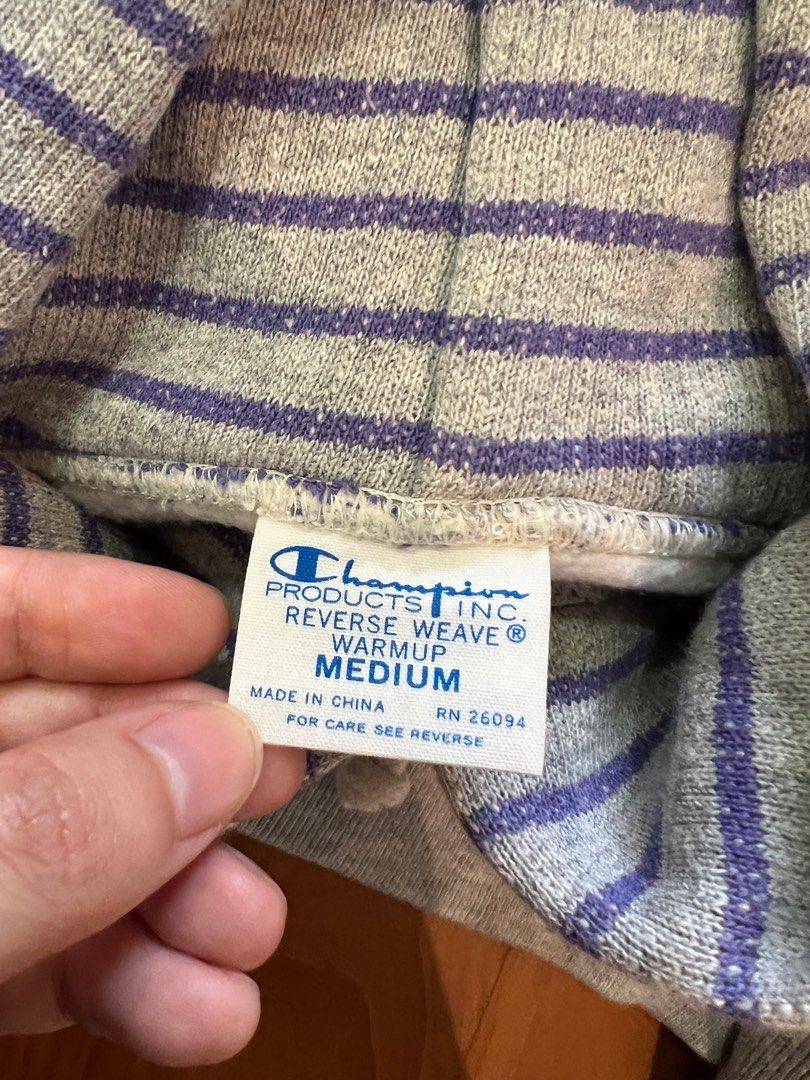 Champion
PRODUCTS INC.
REVERSE WEAVE®
WARMUP
MEDIUM
MADE IN CHINA RN 26094
FOR CARE SEE REVERSE